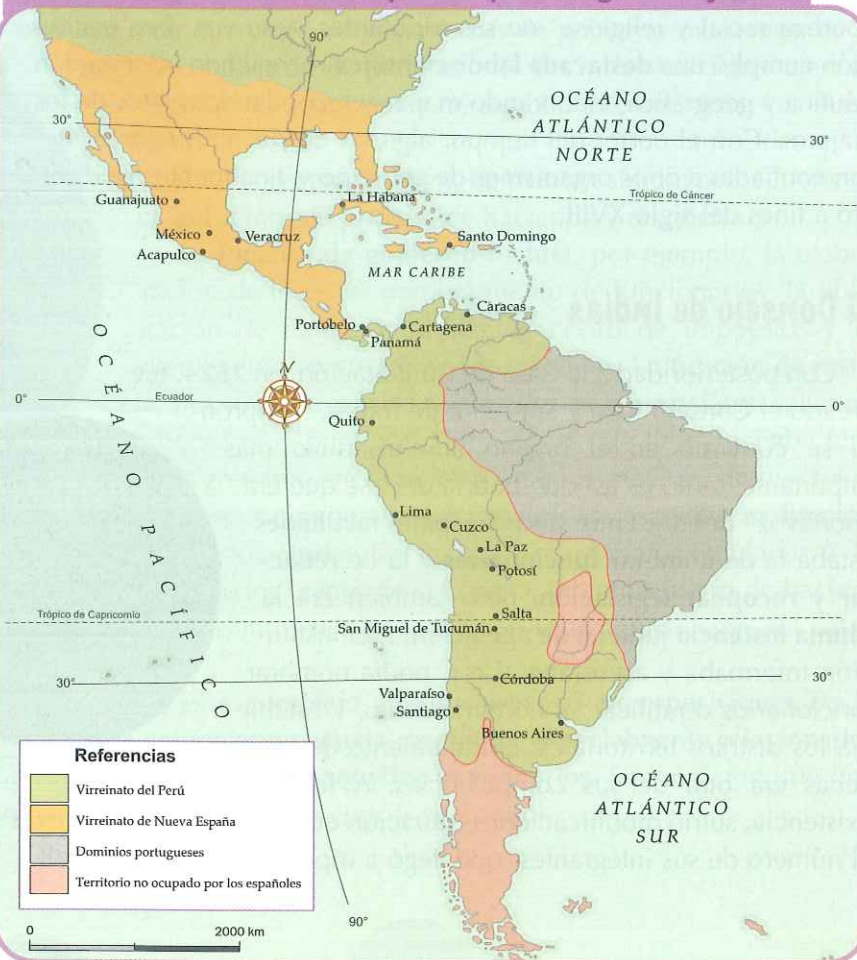 90°
OCÉANO
ATLÁNTICO
NORTE
30°
30°
Trópico de Cáncer
Guanajuato
La Habana
México
Veracruz
Acapulco
Santo Domingo
MAR CARIBE
Caracas
Portobelo
Cartagena
Panamá
OCÉANO PACÍFICO
N
0°
Ecuador
0°
Quito
Lima
Cuzco
La Paz
Potosí
Trópico de Capricornio
Salta
San Miguel de Tucumán
30°
Córdoba
30°
Valparaíso
Santiago
Buenos Aires
OCÉANO
ATLÁNTICO
SUR
Referencias
Virreinato del Perú
Virreinato de Nueva España
Dominios portugueses
Territorio no ocupado por los españoles
90°
0
2000 km